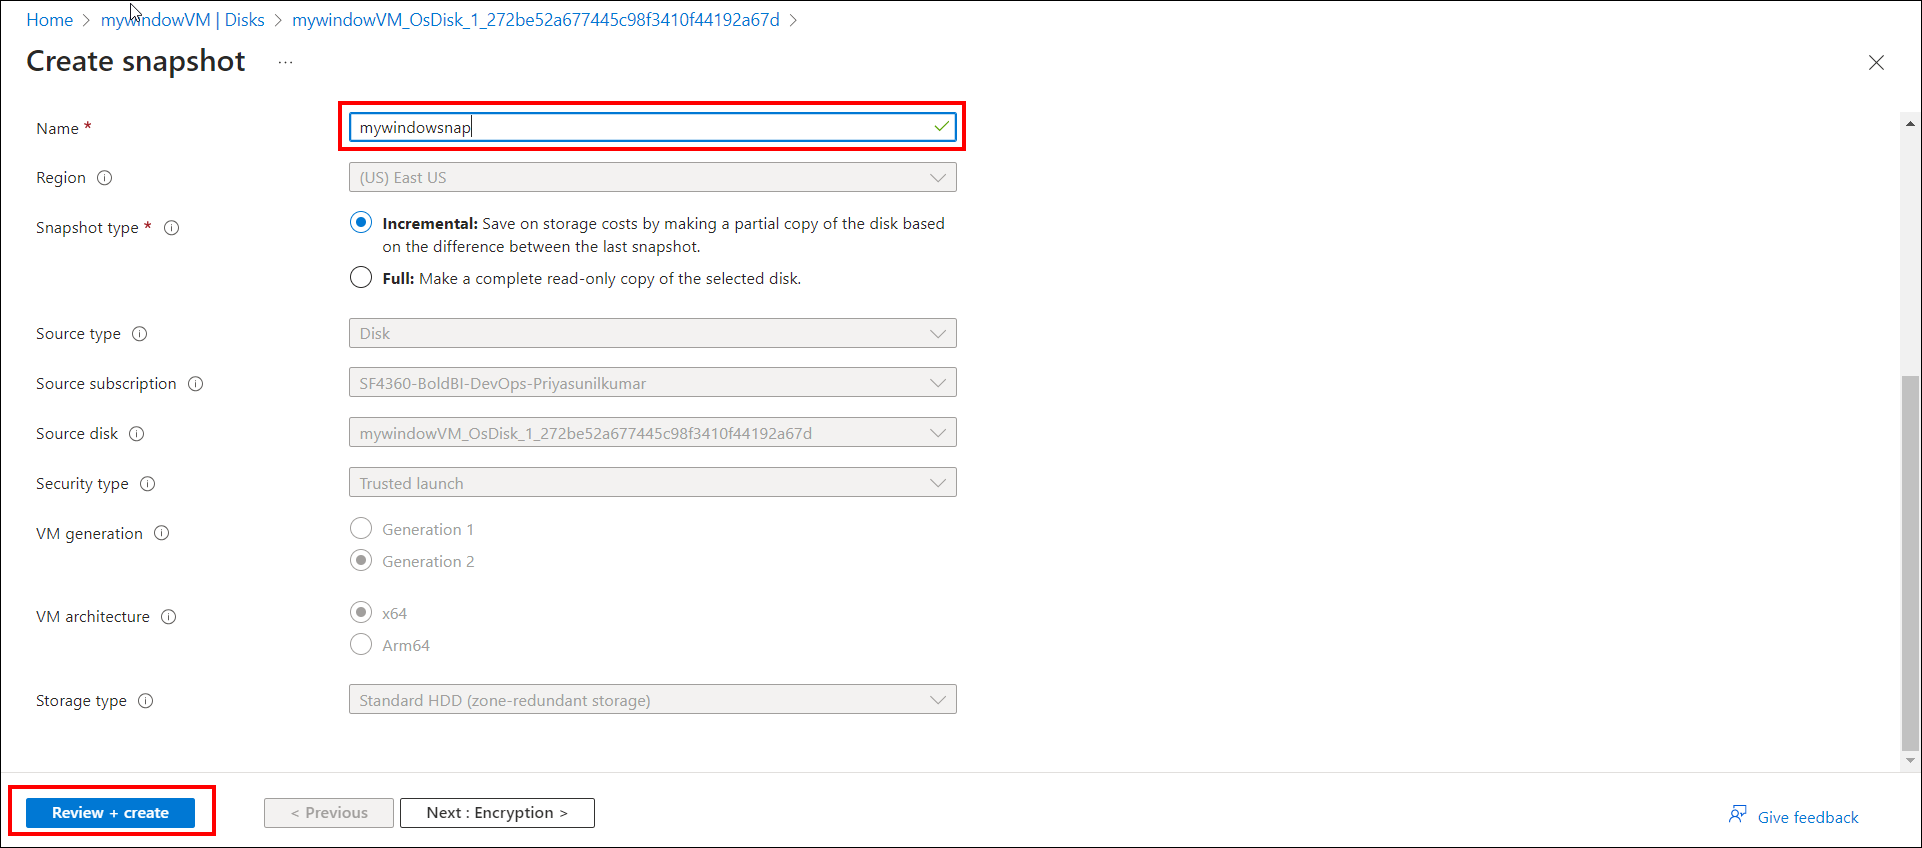 Home > mywindowVM | Disks > mywindowVM_OsDisk_1_272be52a677445c98f3410f44192a67d >
Create snapshot ...
Name *
mywindowsnap
Region
(US) East US
Snapshot type *
Incremental: Save on storage costs by making a partial copy of the disk based
on the difference between the last snapshot.
Full: Make a complete read-only copy of the selected disk.
Source type
Disk
Source subscription
SF4360-BoldBI-DevOps-Priyasunilkumar
Source disk
mywindowVM_OsDisk_1_272be52a677445c98f3410f44192a67d
Security type
Trusted launch
VM generation
Generation 1
Generation 2
VM architecture
x64
Arm64
Storage type
Standard HDD (zone-redundant storage)
Review + create
< Previous
Next : Encryption >
Give feedback